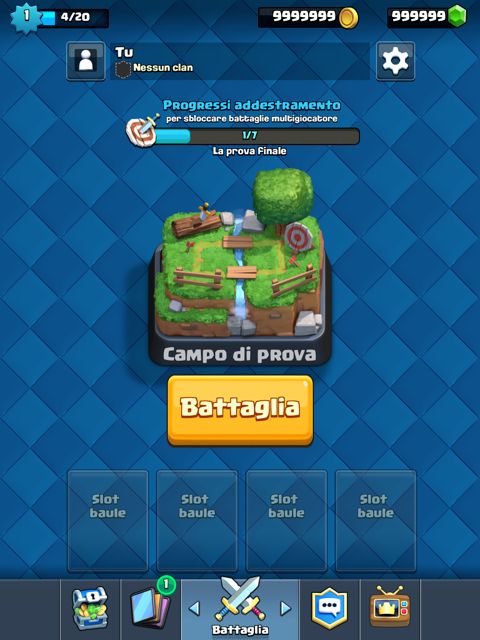 1
4/20
9999999
999999
Tu
Nessun clan
Progressi addestramento
per sbloccare battaglie multigiocatore
1/7
La prova finale
Campo di prova
Battaglia
Slot
baule
Slot
baule
Slot
baule
Slot
baule
1
1
Battaglia